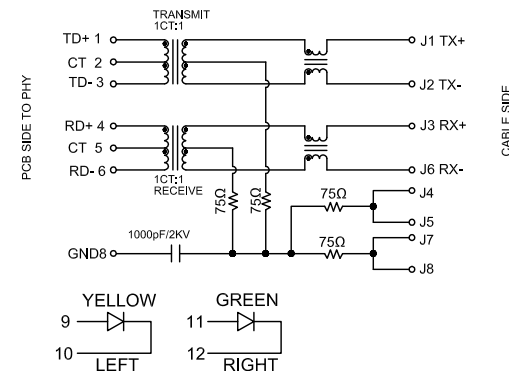 TRANSMIT
1CT:1
TD+ 1
CT 2
TD- 3
J1 TX+
J2 TX-
PCB SIDE TO PHY
CABLE SIDE
RD+ 4
CT 5
RD- 6
1CT:1
RECEIVE
J3 RX+
J6 RX-
75Ω
75Ω
75Ω
J4
J5
75Ω
J7
J8
1000pF/2KV
GND8
YELLOW
9
10
LEFT
GREEN
11
12
RIGHT